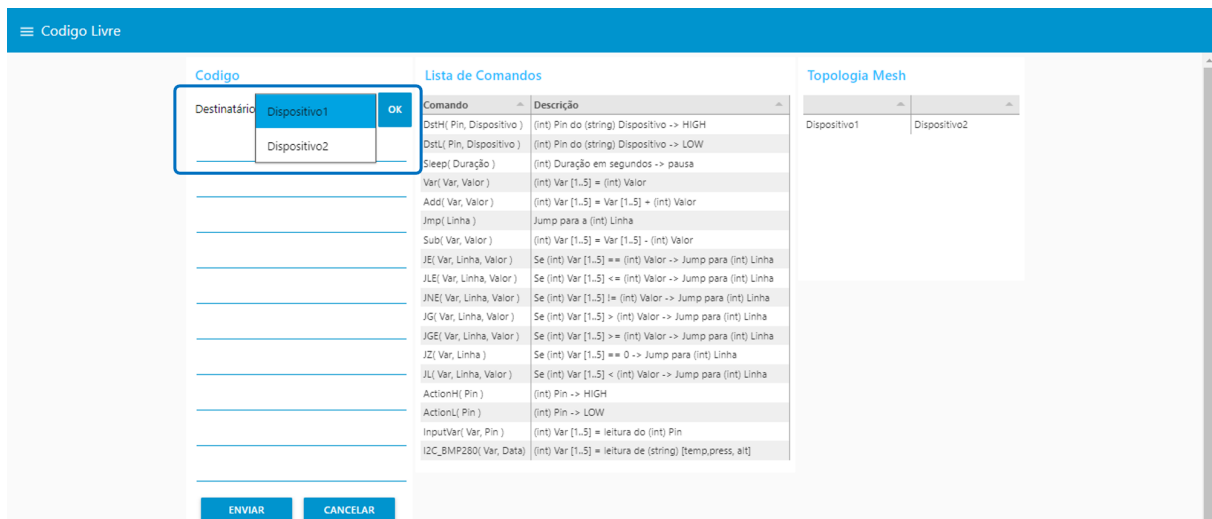 ≡ Codigo Livre
Codigo
Destinatário
Dispositivo1
OK
Dispositivo2
ENVIAR
CANCELAR
Lista de Comandos
Comando Descrição
DstH( Pin, Dispositivo ) (int) Pin do (string) Dispositivo -> HIGH
DstL( Pin, Dispositivo ) (int) Pin do (string) Dispositivo -> LOW
Sleep( Duração ) (int) Duração em segundos -> pausa
Var( Var, Valor ) (int) Var [1..5] = (int) Valor
Add( Var, Valor ) (int) Var [1..5] = Var [1..5] + (int) Valor
Jmp( Linha ) Jump para a (int) Linha
Sub( Var, Valor ) (int) Var [1..5] = Var [1..5] - (int) Valor
JE( Var, Linha, Valor ) Se (int) Var [1..5] == (int) Valor -> Jump para (int) Linha
JLE( Var, Linha, Valor ) Se (int) Var [1..5] <= (int) Valor -> Jump para (int) Linha
JNE( Var, Linha, Valor ) Se (int) Var [1..5] != (int) Valor -> Jump para (int) Linha
JG( Var, Linha, Valor ) Se (int) Var [1..5] > (int) Valor -> Jump para (int) Linha
JGE( Var, Linha, Valor ) Se (int) Var [1..5] >= (int) Valor -> Jump para (int) Linha
JZ( Var, Linha ) Se (int) Var [1..5] == 0 -> Jump para (int) Linha
JL( Var, Linha, Valor ) Se (int) Var [1..5] < (int) Valor -> Jump para (int) Linha
ActionH( Pin ) (int) Pin -> HIGH
ActionL( Pin ) (int) Pin -> LOW
InputVar( Var, Pin ) (int) Var [1..5] = leitura do (int) Pin
I2C_BMP280( Var, Data) (int) Var [1..5] = leitura de (string) [temp,press, alt]
Topologia Mesh
Dispositivo1 Dispositivo2